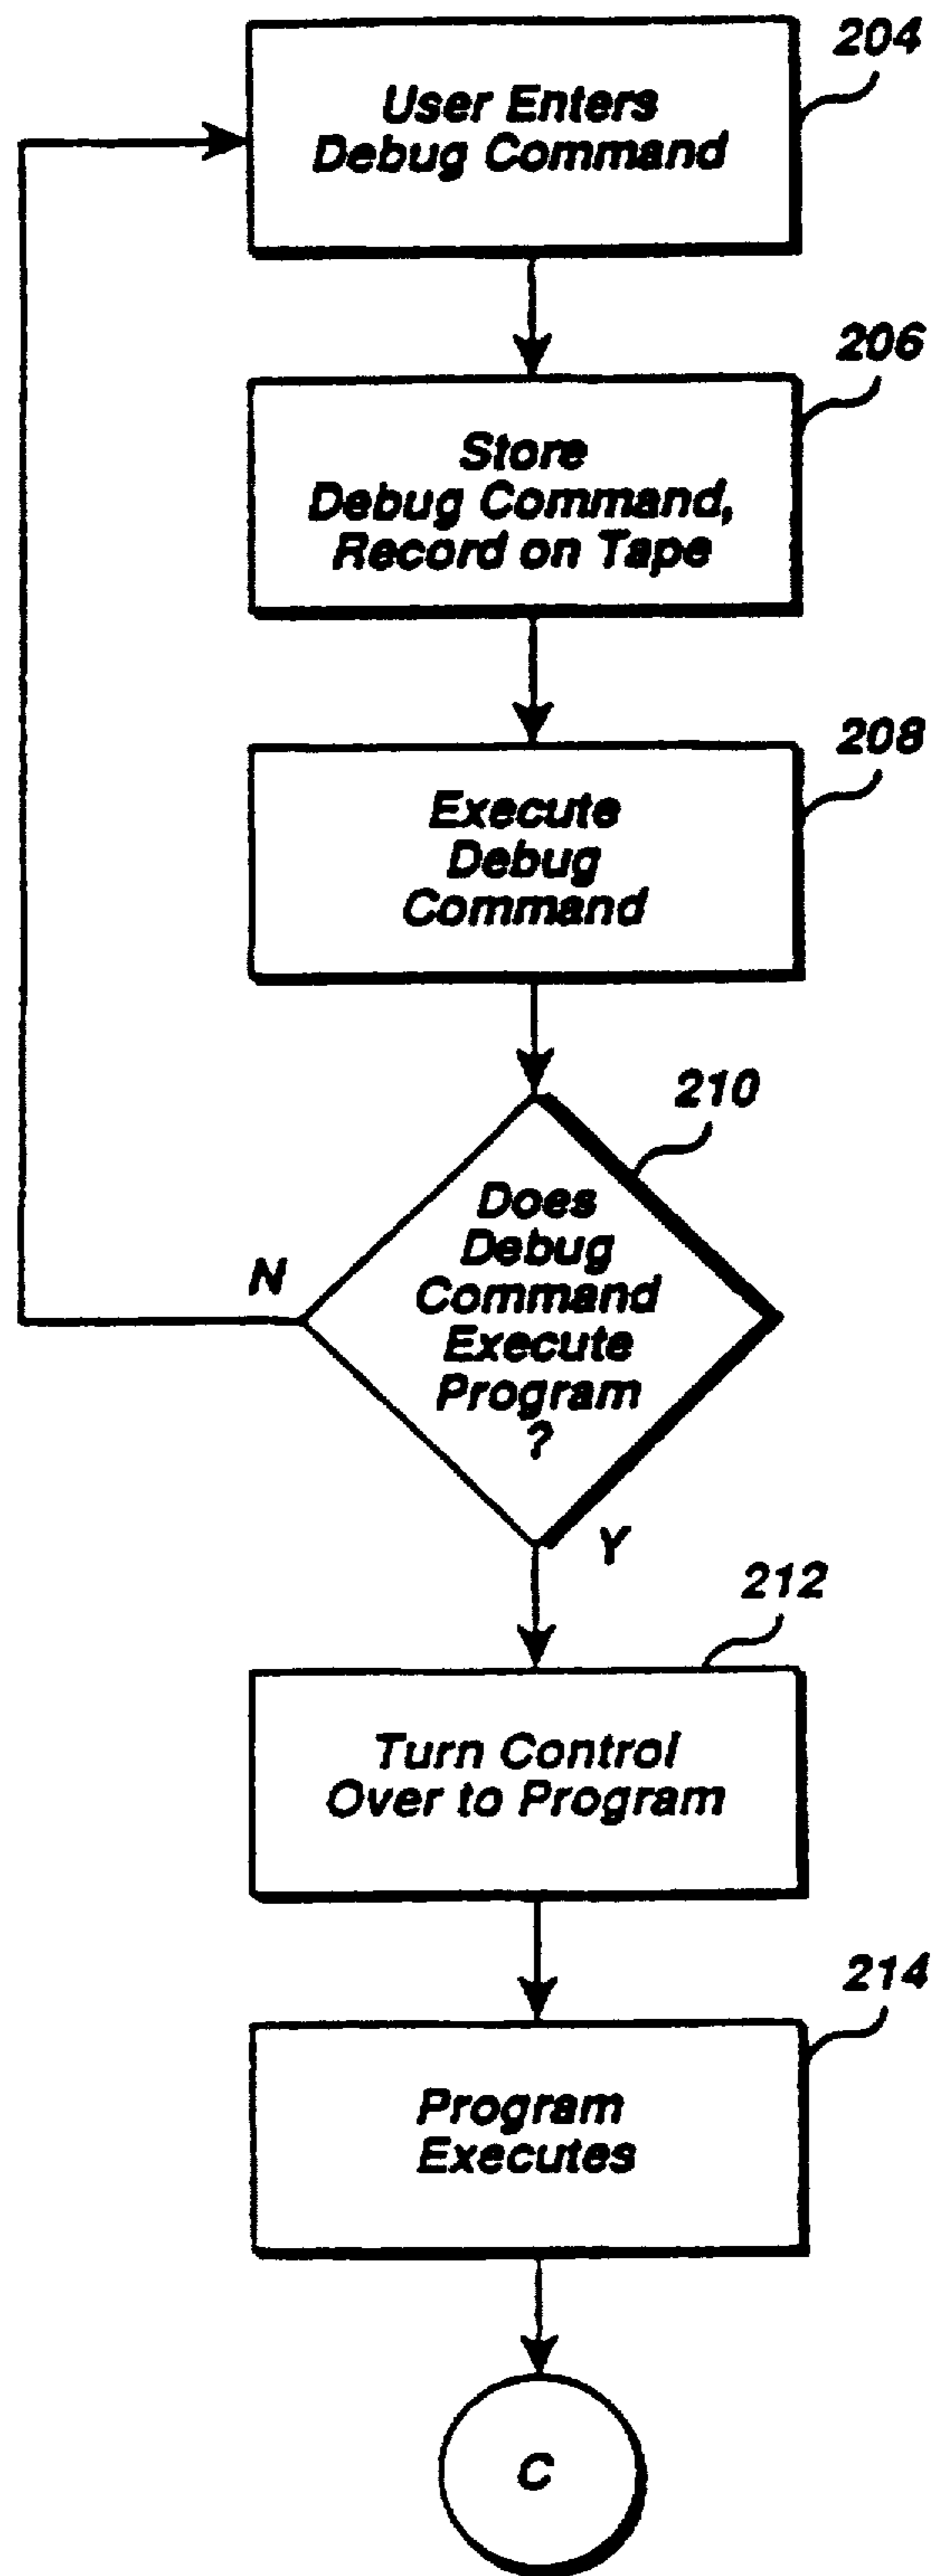 204
User Enters
Debug Command
206
Store
Debug Command,
Record on Tape
208
Execute
Debug
Command
210
Does
Debug
Command
Execute
Program
?
N
Y
212
Turn Control
Over to Program
214
Program
Executes
C